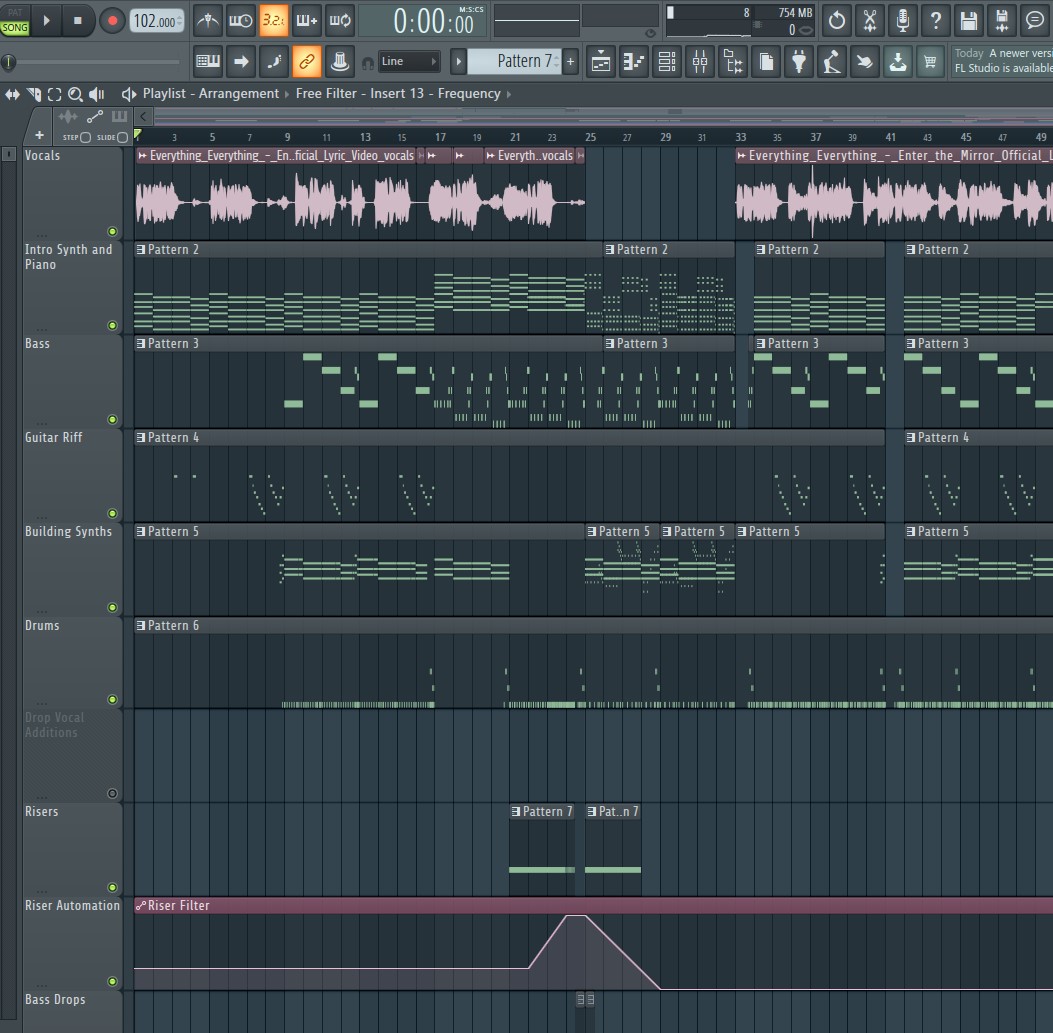 PAT
SONG
102.000
3.2.
0:00:00
M:S:CS
8
754 MB
0
Line
Pattern 7
Today A newer vers
FL Studio is available
Playlist - Arrangement
Free Filter - Insert 13 - Frequency
STEP SLIDE
3 5 7 9 11 13 15 17 19 21 23 25 27 29 31 33 35 37 39 41 43 45 47 49
Vocals
Everything_Everything_-_En..ficial_Lyric_Video_vocals
Everyth..vocals
Everything_Everything_-_Enter_the_Mirror_Official_L
Intro Synth and
Piano
Pattern 2
Pattern 2
Pattern 2
Pattern 2
Bass
Pattern 3
Pattern 3
Pattern 3
Pattern 3
Guitar Riff
Pattern 4
Pattern 4
Building Synths
Pattern 5
Pattern 5
Pattern 5
Pattern 5
Pattern 5
Drums
Pattern 6
Drop Vocal
Additions
Risers
Pattern 7
Pat..n 7
Riser Automation
Riser Filter
Bass Drops